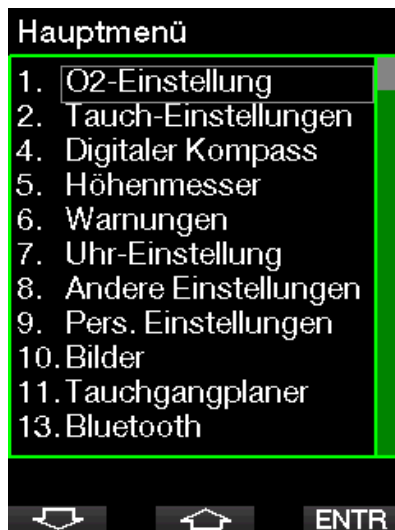 Hauptmenü
1. O2-Einstellung
2. Tauch-Einstellungen
4. Digitaler Kompass
5. Höhenmesser
6. Warnungen
7. Uhr-Einstellung
8. Andere Einstellungen
9. Pers. Einstellungen
10. Bilder
11. Tauchgangplaner
13. Bluetooth
ENTR